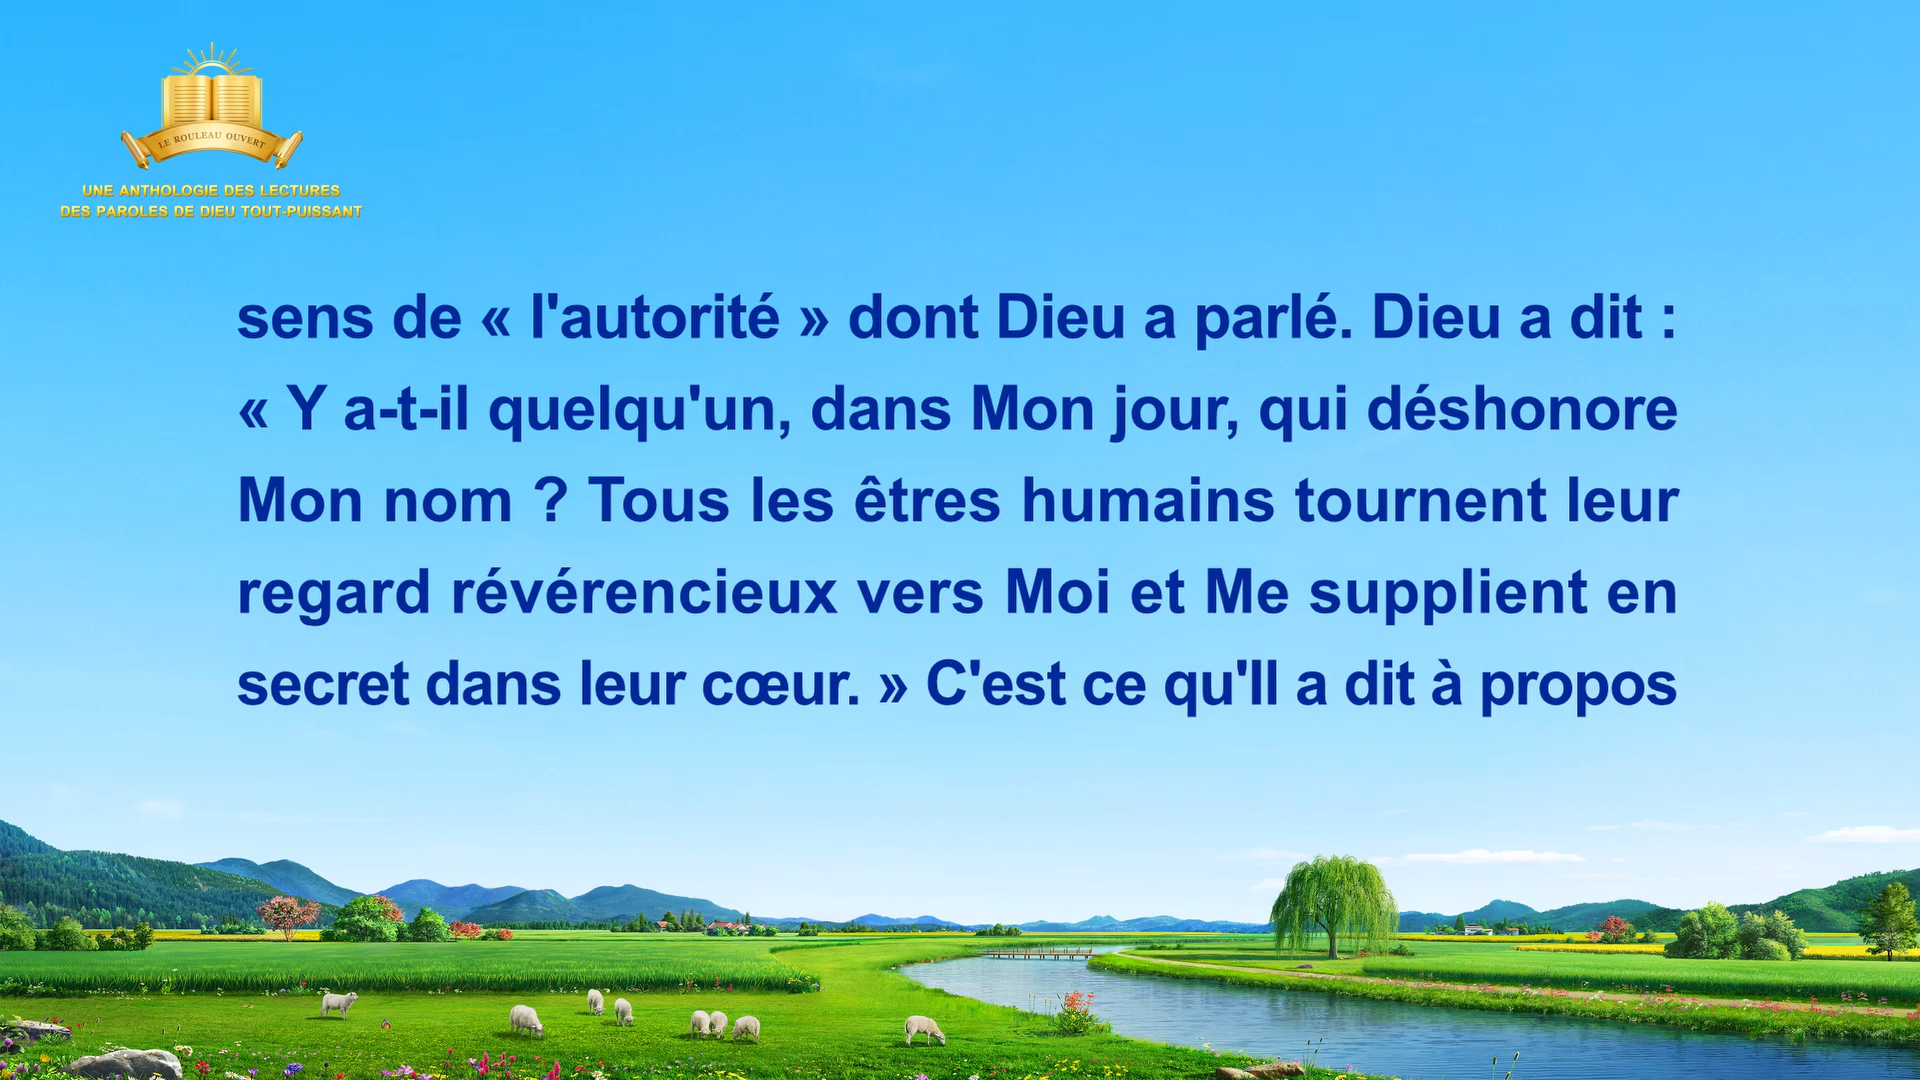 LE ROULEAU OUVERT
UNE ANTHOLOGIE DES LECTURES
DES PAROLES DE DIEU TOUT-PUISSANT
sens de « l'autorité » dont Dieu a parlé. Dieu a dit :
« Y a-t-il quelqu'un, dans Mon jour, qui déshonore
Mon nom ? Tous les êtres humains tournent leur
regard révérencieux vers Moi et Me supplient en
secret dans leur cœur. » C'est ce qu'Il a dit à propos